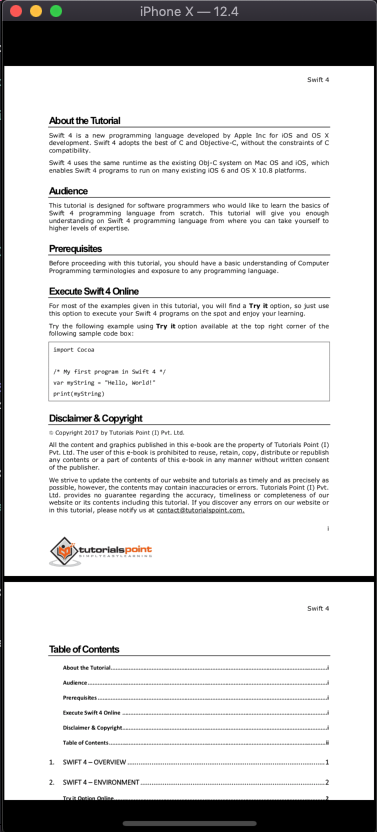 iPhone X — 12.4
Swift 4
About the Tutorial
Swift 4 is a new programming language developed by Apple Inc for iOS and OS X
development. Swift 4 adopts the best of C and Objective-C, without the constraints of C
compatibility.
Swift 4 uses the same runtime as the existing Obj-C system on Mac OS and iOS, which
enables Swift 4 programs to run on many existing iOS 6 and OS X 10.8 platforms.
Audience
This tutorial is designed for software programmers who would like to learn the basics of
Swift 4 programming language from scratch. This tutorial will give you enough
understanding on Swift 4 programming language from where you can take yourself to
higher levels of expertise.
Prerequisites
Before proceeding with this tutorial, you should have a basic understanding of Computer
Programming terminologies and exposure to any programming language.
Execute Swift 4 Online
For most of the examples given in this tutorial, you will find a Try it option, so just use
this option to execute your Swift 4 programs on the spot and enjoy your learning.
Try the following example using Try it option available at the top right corner of the
following sample code box:
import Cocoa
/* My first program in Swift 4 */
var myString = "Hello, World!"
print(myString)
Disclaimer & Copyright
© Copyright 2017 by Tutorials Point (I) Pvt. Ltd.
All the content and graphics published in this e-book are the property of Tutorials Point (I)
Pvt. Ltd. The user of this e-book is prohibited to reuse, retain, copy, distribute or republish
any contents or a part of contents of this e-book in any manner without written consent
of the publisher.
We strive to update the contents of our website and tutorials as timely and as precisely as
possible, however, the contents may contain inaccuracies or errors. Tutorials Point (I) Pvt.
Ltd. provides no guarantee regarding the accuracy, timeliness or completeness of our
website or its contents including this tutorial. If you discover any errors on our website or
in this tutorial, please notify us at contact@tutorialspoint.com.
i
tutorialspoint
SIMPLYEASYLEARNING
Swift 4
Table of Contents
About the Tutorial....................i
Audience....................i
Prerequisites....................i
Execute Swift 4 Online....................i
Disclaimer & Copyright....................i
Table of Contents....................ii
1. SWIFT 4 – OVERVIEW....................1
2. SWIFT 4 – ENVIRONMENT....................2
Try it Option Online....................2